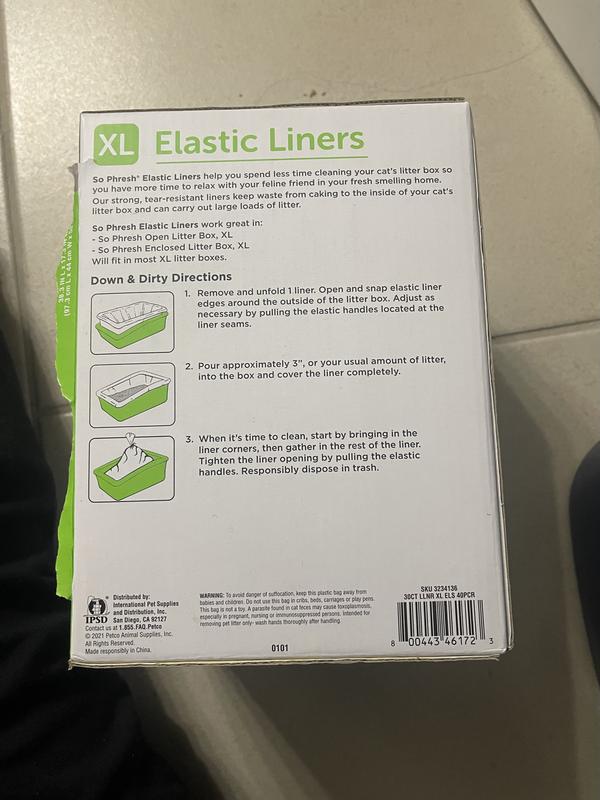 XL Elastic Liners
So Phresh® Elastic Liners help you spend less time cleaning your cat's litter box so
you have more time to relax with your feline friend in your fresh smelling home.
Our strong, tear-resistant liners keep waste from caking to the inside of your cat's
litter box and can carry out large loads of litter.
So Phresh Elastic Liners work great in:
- So Phresh Open Litter Box, XL
- So Phresh Enclosed Litter Box, XL
Will fit in most XL litter boxes.
Down & Dirty Directions
1. Remove and unfold 1 liner. Open and snap elastic liner
edges around the outside of the litter box. Adjust as
necessary by pulling the elastic handles located at the
liner seams.
2. Pour approximately 3", or your usual amount of litter,
into the box and cover the liner completely.
3. When it's time to clean, start by bringing in the
liner corners, then gather in the rest of the liner.
Tighten the liner opening by pulling the elastic
handles. Responsibly dispose in trash.
IPSD
Distributed by:
International Pet Supplies
and Distribution, Inc.
San Diego, CA 92127
Contact us at 1.855.FAQ.Petco
© 2021 Petco Animal Supplies, Inc.
All Rights Reserved.
Made responsibly in China.
WARNING: To avoid danger of suffocation, keep this plastic bag away from
babies and children. Do not use this bag in cribs, beds, carriages or play pens.
This bag is not a toy. A parasite found in cat feces may cause toxoplasmosis,
especially in pregnant, nursing or immunosuppressed persons. Intended for
removing pet litter only- wash hands thoroughly after handling.
0101
SKU 3234136
30CT LLNR XL ELS 40PCR
8 00443 46172 3